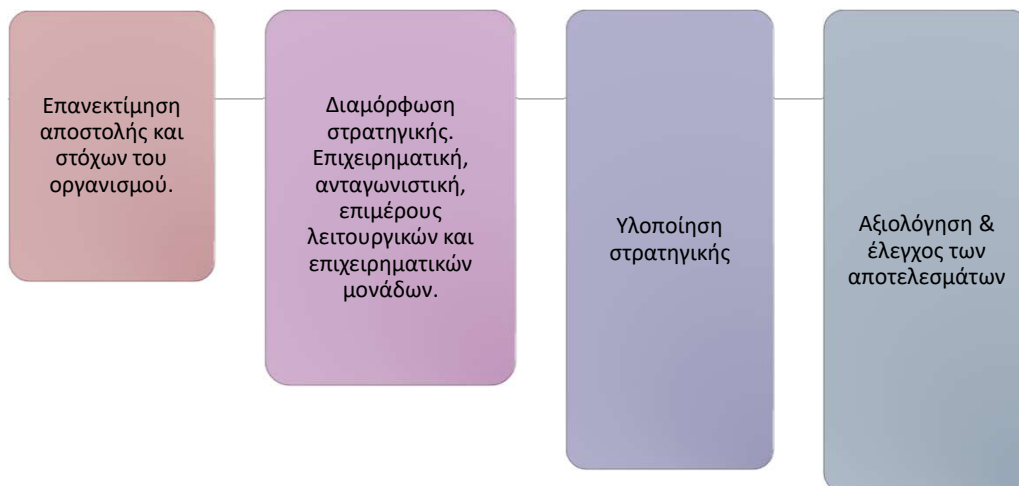 Επανεκτίμηση
αποστολής και
στόχων του
οργανισμού.
Διαμόρφωση
στρατηγικής.
Επιχειρηματική,
ανταγωνιστική,
επιμέρους
λειτουργικών και
επιχειρηματικών
μονάδων.
Υλοποίηση
στρατηγικής
Αξιολόγηση &
έλεγχος των
αποτελεσμάτων